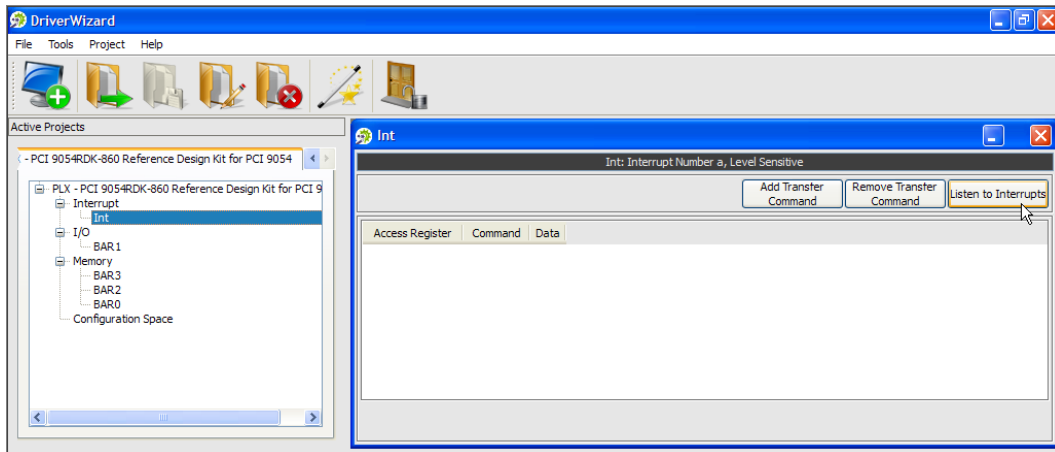 DriverWizard
File Tools Project Help
Active Projects
- PCI 9054RDK-860 Reference Design Kit for PCI 9054
PLX - PCI 9054RDK-860 Reference Design Kit for PCI 9
Interrupt
Int
I/O
BAR1
Memory
BAR3
BAR2
BAR0
Configuration Space
Int
Int: Interrupt Number a, Level Sensitive
Add Transfer
Command
Remove Transfer
Command
Listen to Interrupts
Access Register Command Data